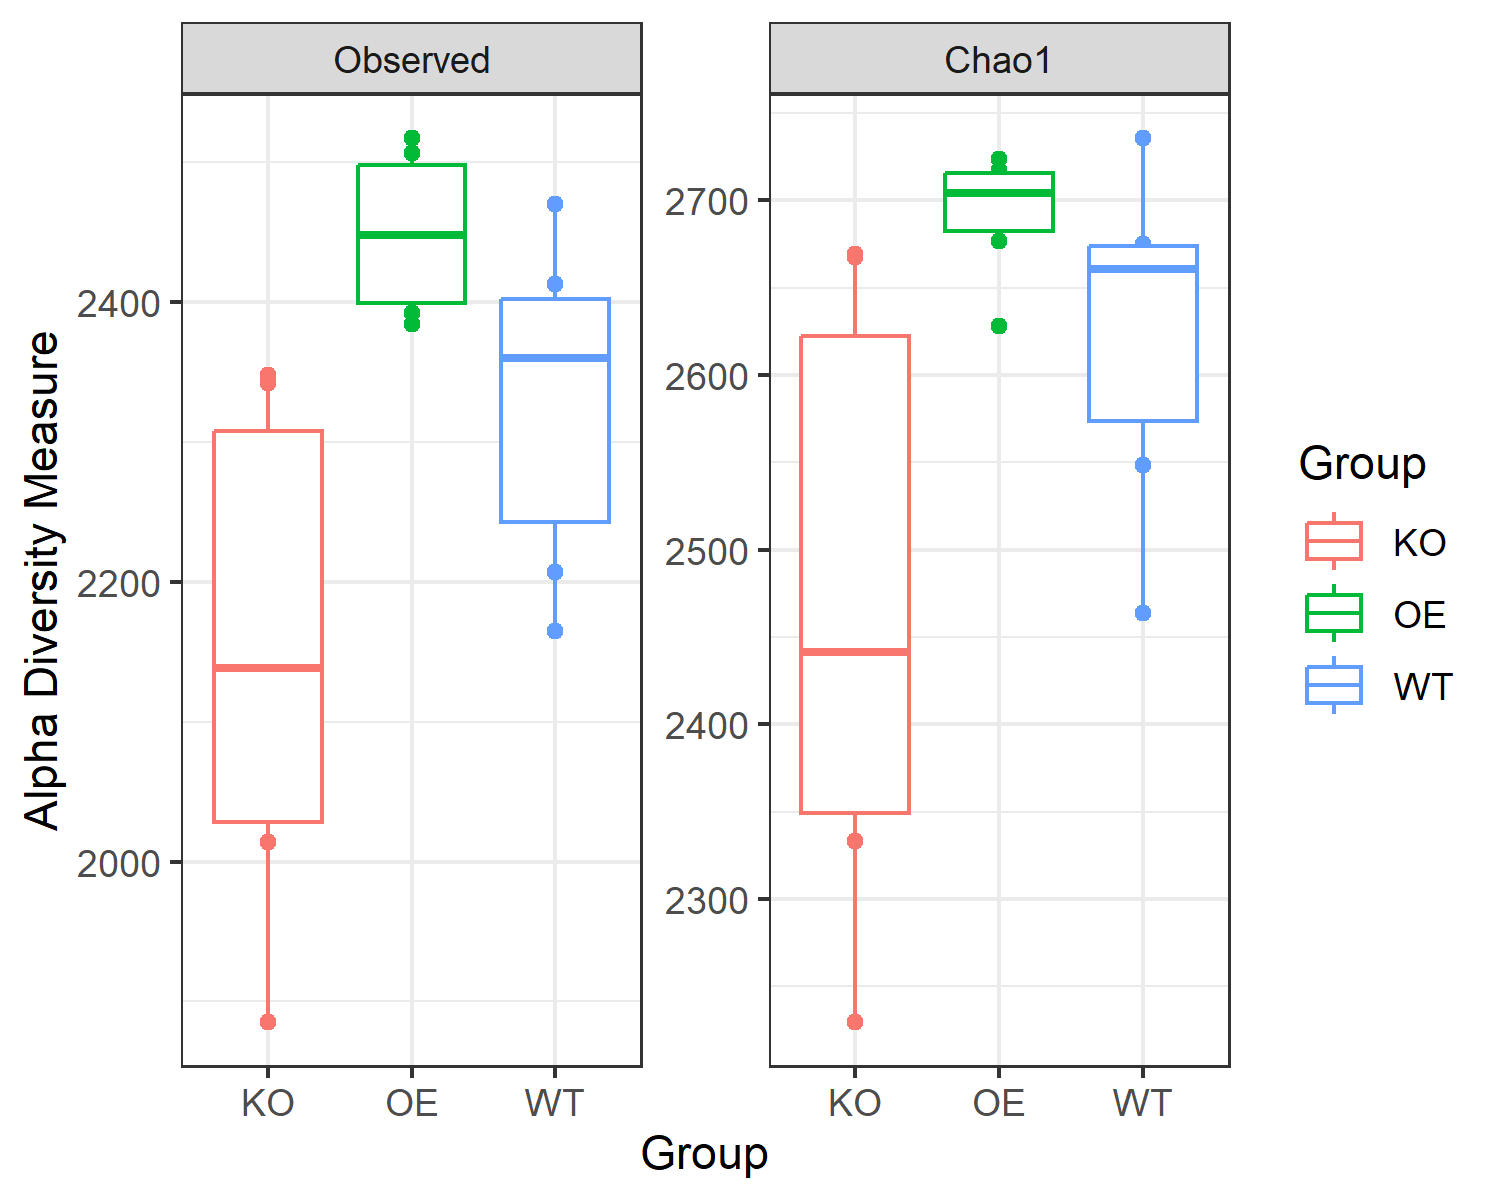 Observed
Chao1
Alpha Diversity Measure
2400
2200
2000
2700
2600
2500
2400
2300
KO OE WT
KO OE WT
Group
Group
KO
OE
WT